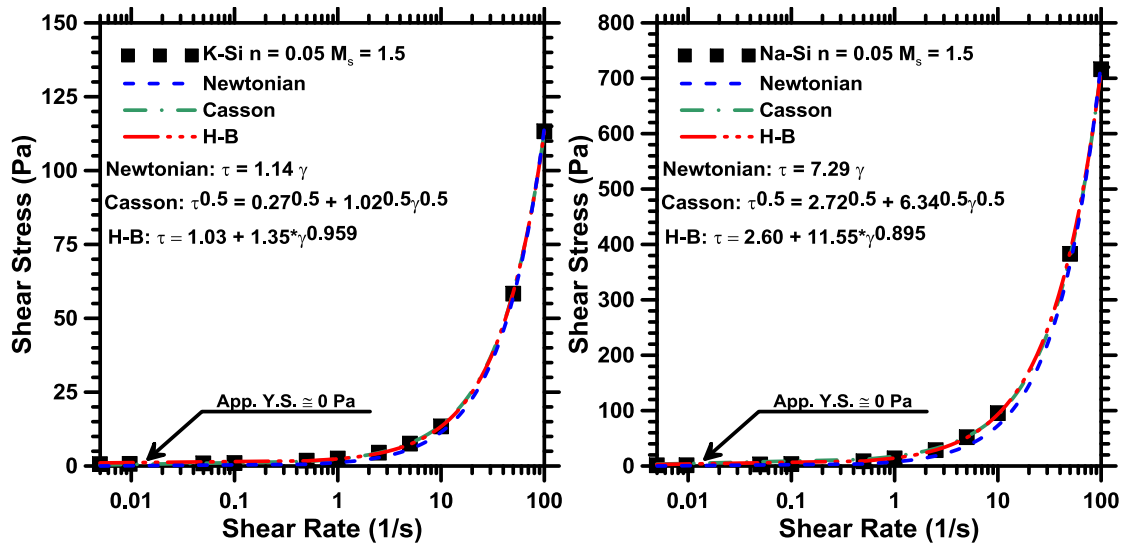 150
125
100
75
50
25
0
Shear Stress (Pa)
K-Si n = 0.05 Ms = 1.5
Newtonian
Casson
H-B
Newtonian: τ = 1.14 γ
Casson: τ0.5 = 0.270.5 + 1.020.5γ0.5
H-B: τ = 1.03 + 1.35*γ0.959
App. Y.S. ≅ 0 Pa
0.01 0.1 1 10 100
Shear Rate (1/s)
800
700
600
500
400
300
200
100
0
Shear Stress (Pa)
Na-Si n = 0.05 Ms = 1.5
Newtonian
Casson
H-B
Newtonian: τ = 7.29 γ
Casson: τ0.5 = 2.720.5 + 6.340.5γ0.5
H-B: τ = 2.60 + 11.55*γ0.895
App. Y.S. ≅ 0 Pa
0.01 0.1 1 10 100
Shear Rate (1/s)